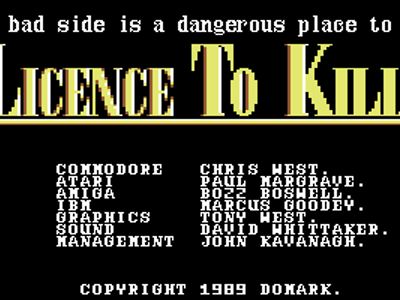 bad side is a dangerous place to
LICENCE TO KILL
COMMODORE CHRIS WEST.
ATARI PAUL MARGRAVE.
AMIGA BOZZ BOSWELL.
IBM MARCUS GOODEY.
GRAPHICS TONY WEST.
SOUND DAVID WHITTAKER.
MANAGEMENT JOHN KAVANAGH.
COPYRIGHT 1989 DOMARK.